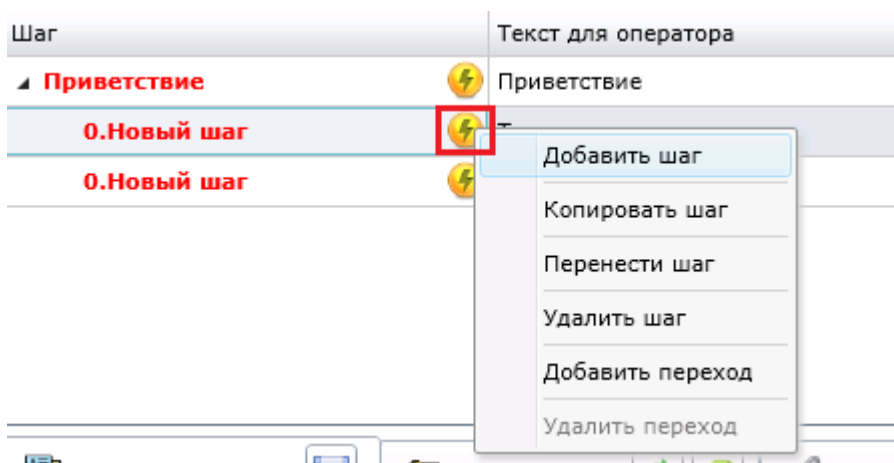 Шаг Текст для оператора
Приветствие Приветствие
0.Новый шаг
0.Новый шаг
Добавить шаг
Копировать шаг
Перенести шаг
Удалить шаг
Добавить переход
Удалить переход